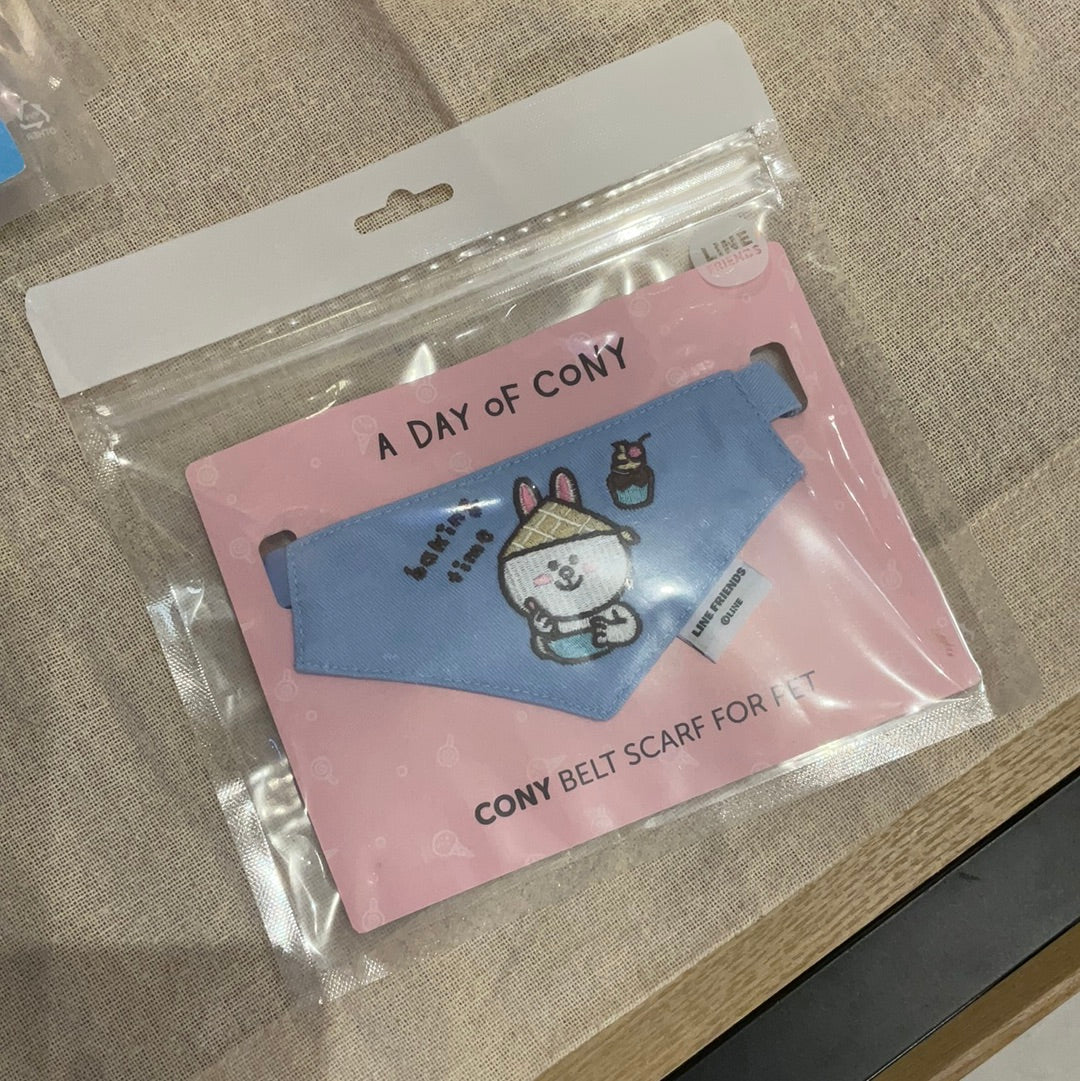 LINE
FRIENDS
A DAY OF CONY
baking
time
LINE FRIENDS
©LINE
CONY BELT SCARF FOR PET